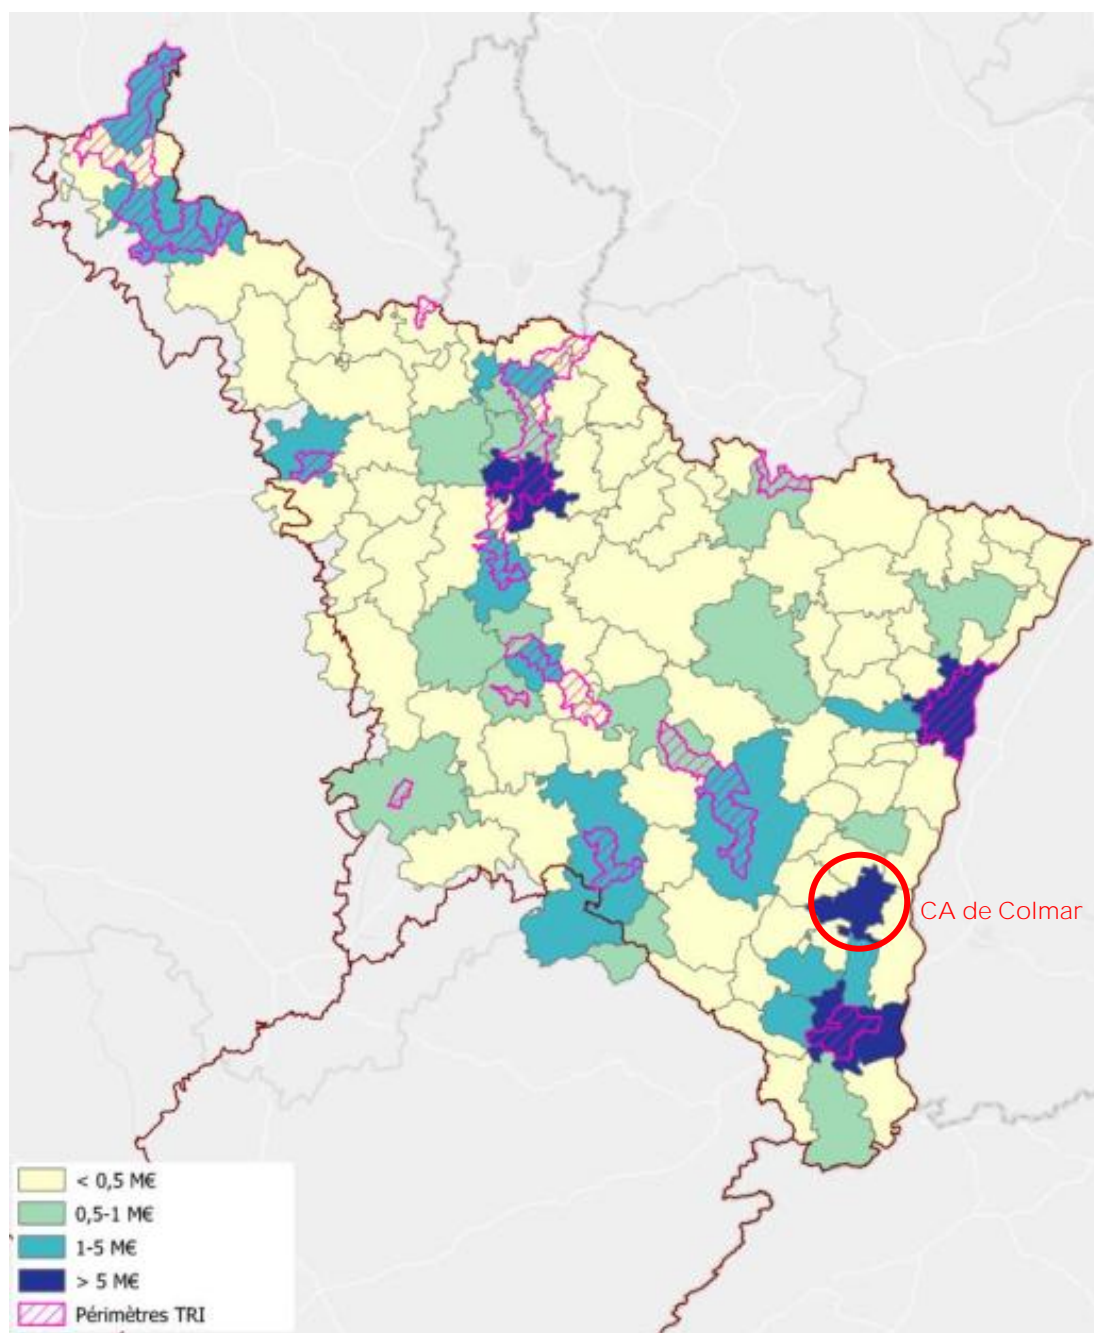 CA de Colmar
< 0,5 M€
0,5-1 M€
1-5 M€
> 5 M€
Périmètres TRI